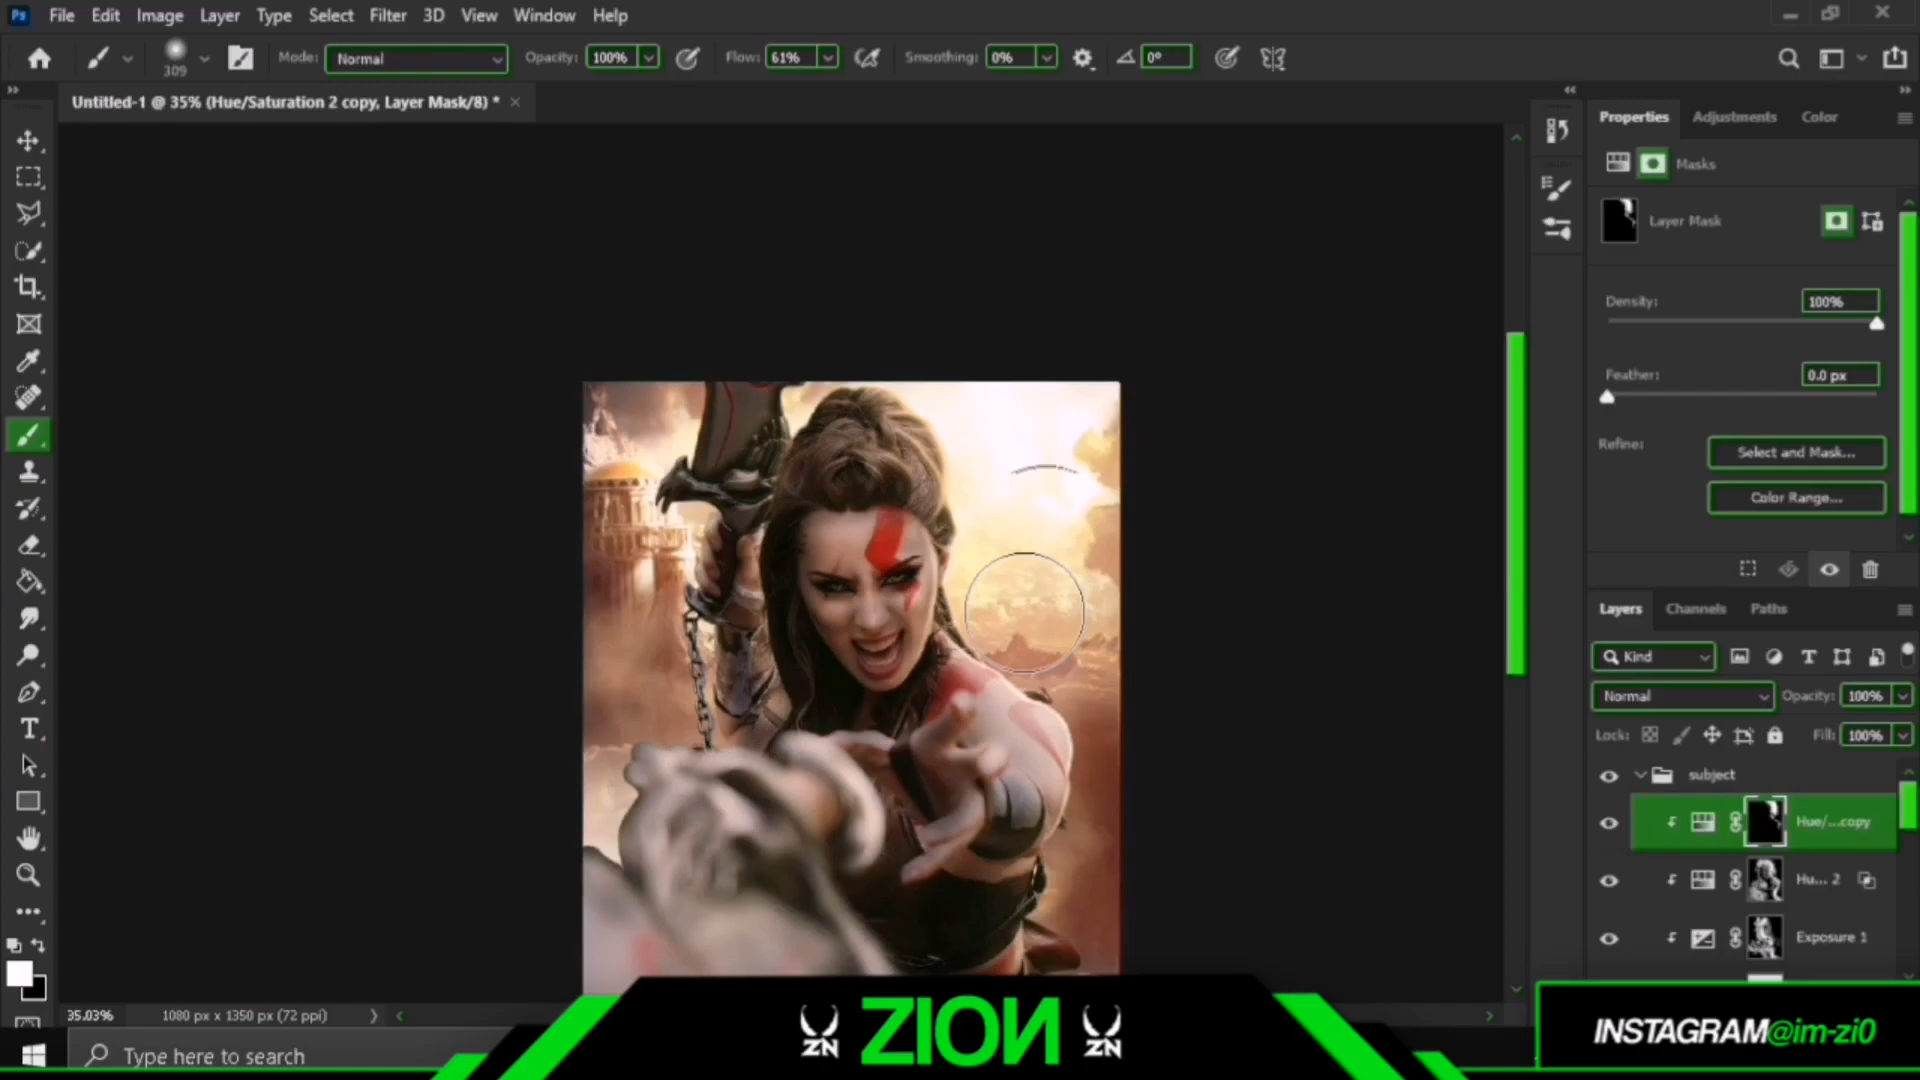 Ps File Edit Image Layer Type Select Filter 3D View Window Help
309 Mode: Normal Opacity: 100% Flow: 61% Smoothing: 0% 0°
Untitled-1 @ 35% (Hue/Saturation 2 copy, Layer Mask/8) * ×
Properties Adjustments Color
Masks
Layer Mask
Density: 100%
Feather: 0.0 px
Refine: Select and Mask...
Color Range...
Layers Channels Paths
Kind
Normal Opacity: 100%
Lock: Fill: 100%
subject
Hue/...copy
Hu... 2
Exposure 1
35.03% 1080 px x 1350 px (72 ppi)
Type here to search
ZN ZION ZN
INSTAGRAM@im-zi0